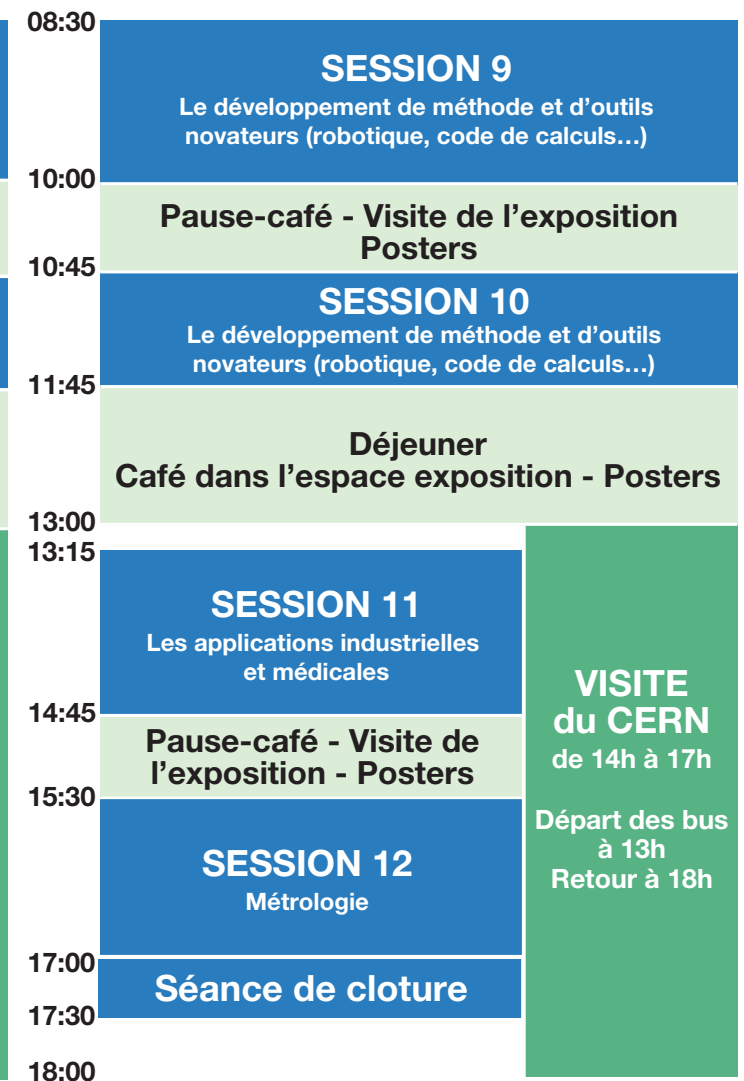 08:30
SESSION 9
Le développement de méthode et d'outils
novateurs (robotique, code de calculs…)
10:00
Pause-café - Visite de l'exposition
Posters
10:45
SESSION 10
Le développement de méthode et d'outils
novateurs (robotique, code de calculs…)
11:45
Déjeuner
Café dans l'espace exposition - Posters
13:00
13:15
SESSION 11
Les applications industrielles
et médicales
14:45
Pause-café - Visite de
l'exposition - Posters
15:30
SESSION 12
Métrologie
17:00
Séance de cloture
17:30
18:00
VISITE
du CERN
de 14h à 17h
Départ des bus
à 13h
Retour à 18h